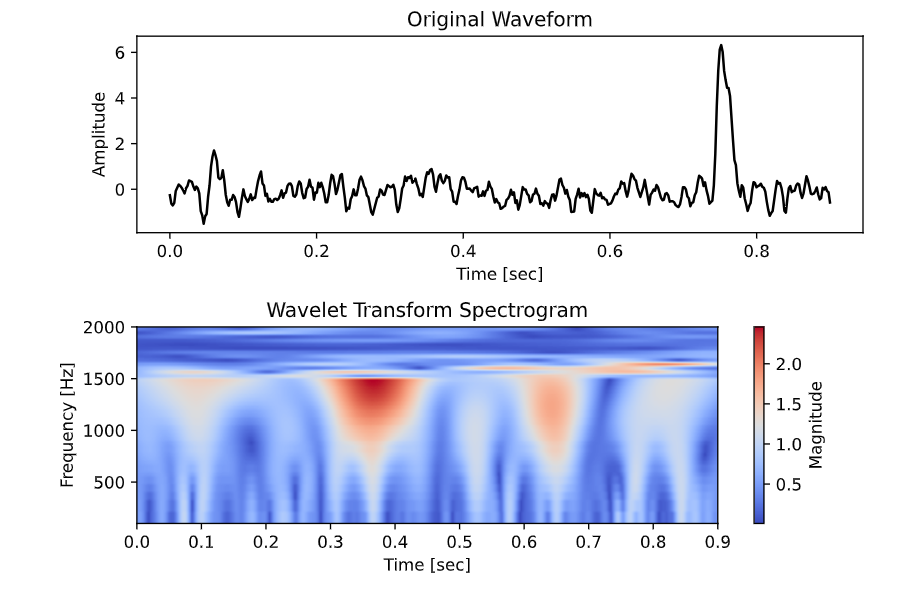 Original Waveform
Amplitude
6
4
2
0
0.0 0.2 0.4 0.6 0.8
Time [sec]
Wavelet Transform Spectrogram
Frequency [Hz]
2000
1500
1000
500
0.0 0.1 0.2 0.3 0.4 0.5 0.6 0.7 0.8 0.9
Time [sec]
2.0
1.5
1.0
0.5
Magnitude